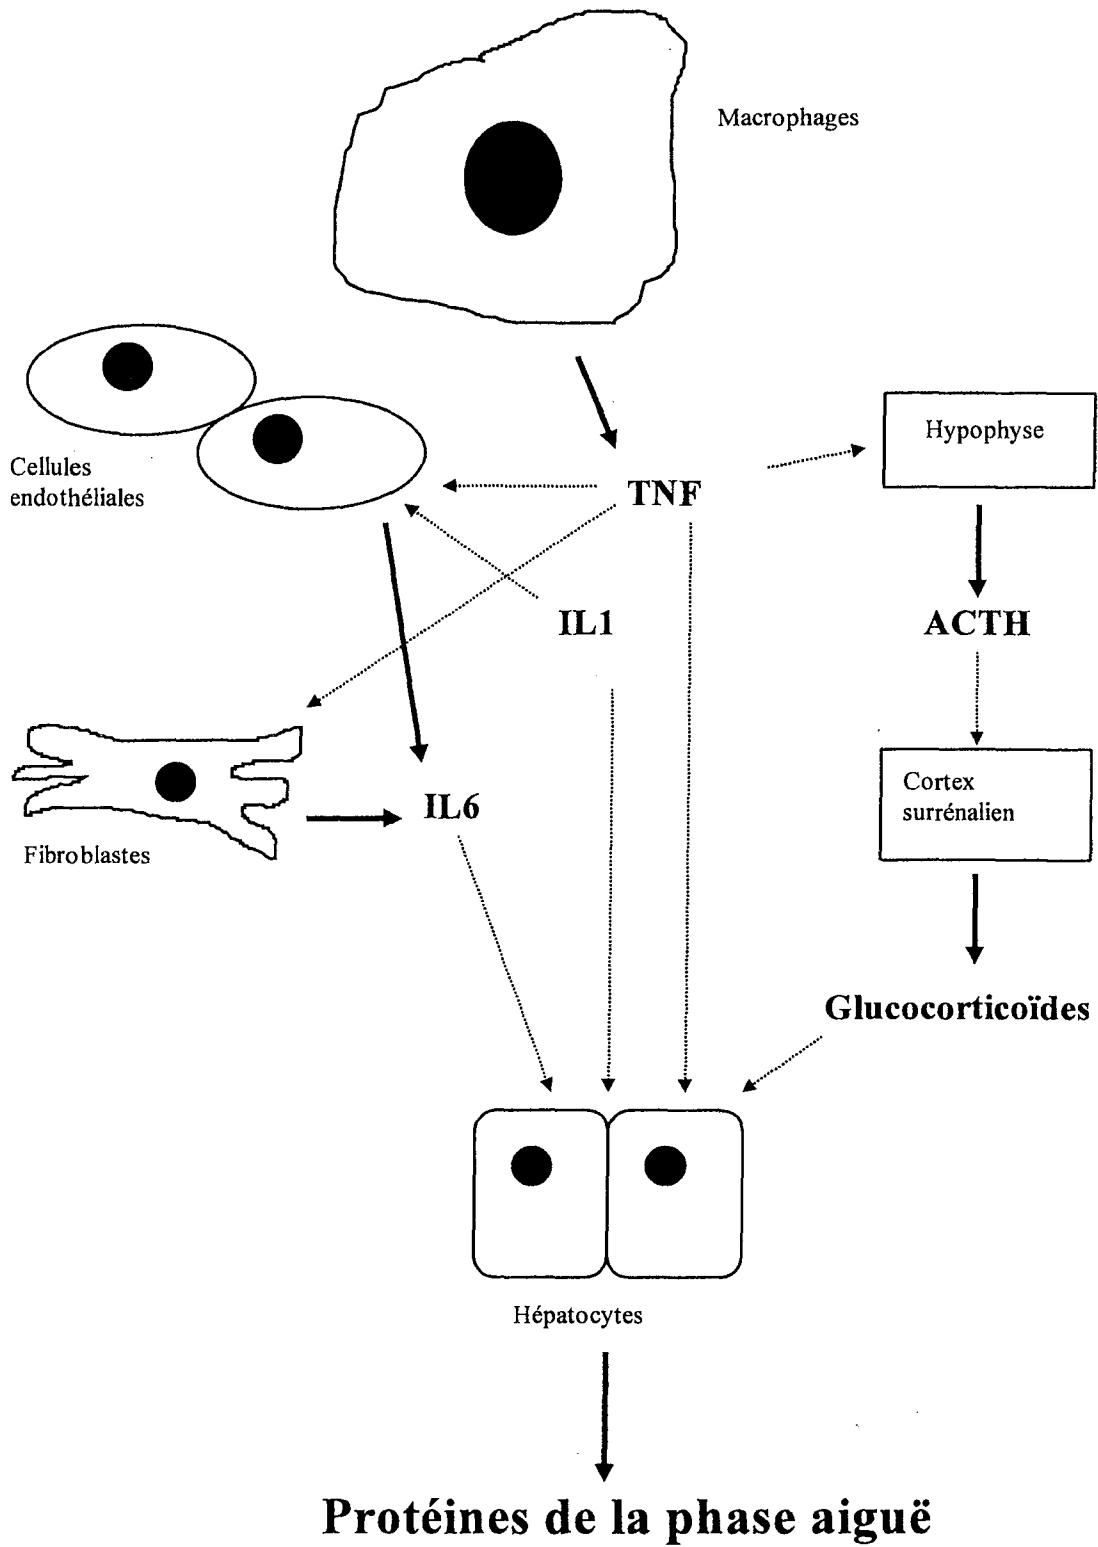 Macrophages
Hypophyse
Cellules
endothéliales
TNF
IL1
ACTH
Cortex
surrénalien
IL6
Fibroblastes
Glucocorticoïdes
Hépatocytes
Protéines de la phase aiguë